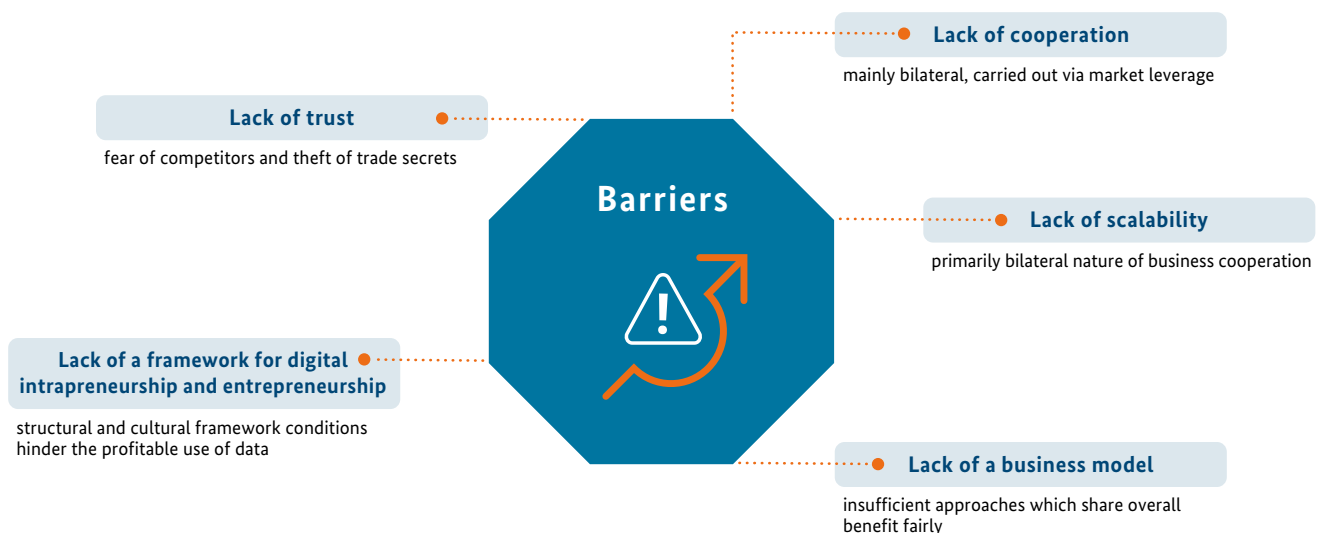 Lack of cooperation
mainly bilateral, carried out via market leverage
Lack of trust
fear of competitors and theft of trade secrets
Barriers
!
Lack of scalability
primarily bilateral nature of business cooperation
Lack of a framework for digital
intrapreneurship and entrepreneurship
structural and cultural framework conditions
hinder the profitable use of data
Lack of a business model
insufficient approaches which share overall
benefit fairly